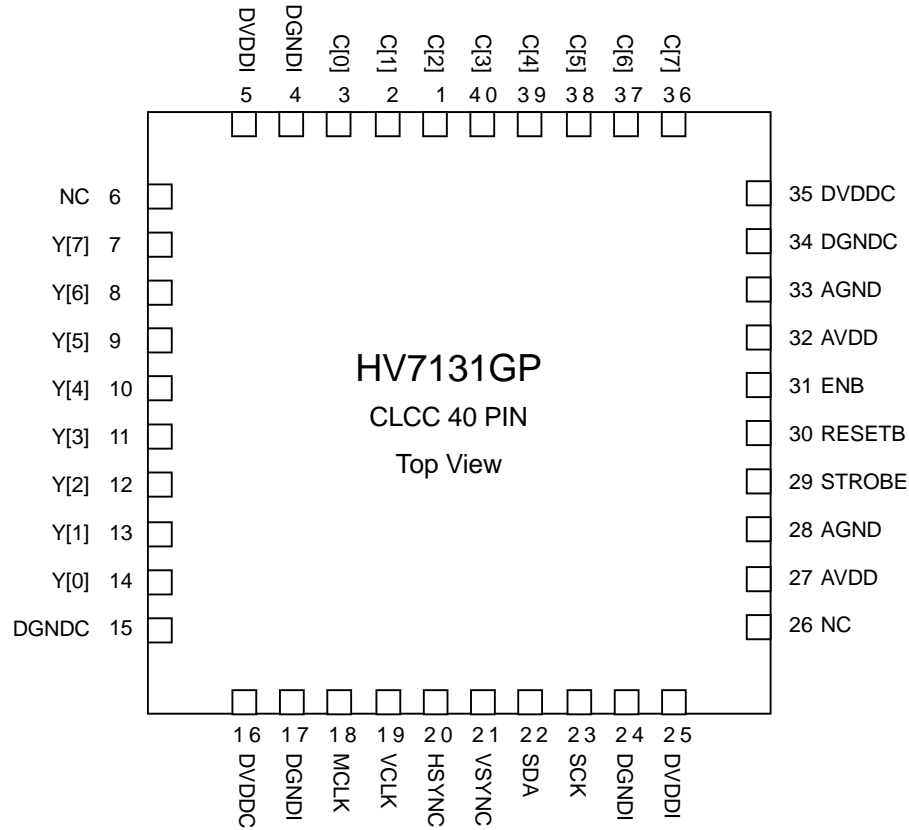 DVDDI DGNDI C[0] C[1] C[2] C[3] C[4] C[5] C[6] C[7]
5 4 3 2 1 40 39 38 37 36
NC 6
35 DVDDC
Y[7] 7
34 DGNDC
Y[6] 8
33 AGND
Y[5] 9
32 AVDD
Y[4] 10
31 ENB
Y[3] 11
30 RESETB
Y[2] 12
29 STROBE
Y[1] 13
28 AGND
Y[0] 14
27 AVDD
DGNDC 15
26 NC
HV7131GP
CLCC 40 PIN
Top View
16 17 18 19 20 21 22 23 24 25
DVDDC DGNDI MCLK VCLK HSYNC VSYNC SDA SCK DGNDI DVDDI